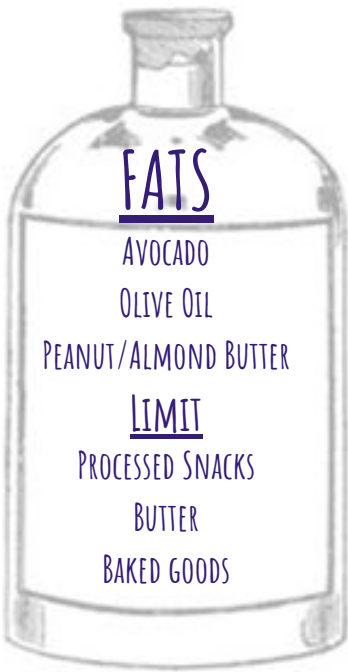 FATS
AVOCADO
OLIVE OIL
PEANUT/ALMOND BUTTER
LIMIT
PROCESSED SNACKS
BUTTER
BAKED GOODS